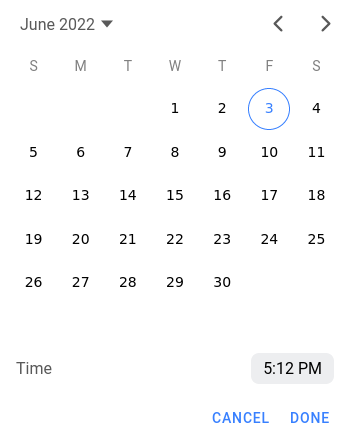 June 2022
S M T W T F S
1 2 3 4
5 6 7 8 9 10 11
12 13 14 15 16 17 18
19 20 21 22 23 24 25
26 27 28 29 30
Time 5:12 PM
CANCEL DONE